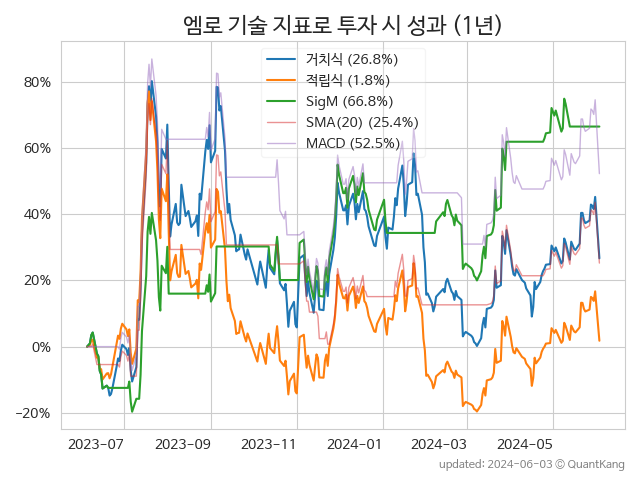 엠로 기술 지표로 투자 시 성과 (1년)
거치식 (26.8%)
적립식 (1.8%)
SigM (66.8%)
SMA(20) (25.4%)
MACD (52.5%)
80%
60%
40%
20%
0%
−20%
2023-07 2023-09 2023-11 2024-01 2024-03 2024-05
updated: 2024-06-03 © QuantKang